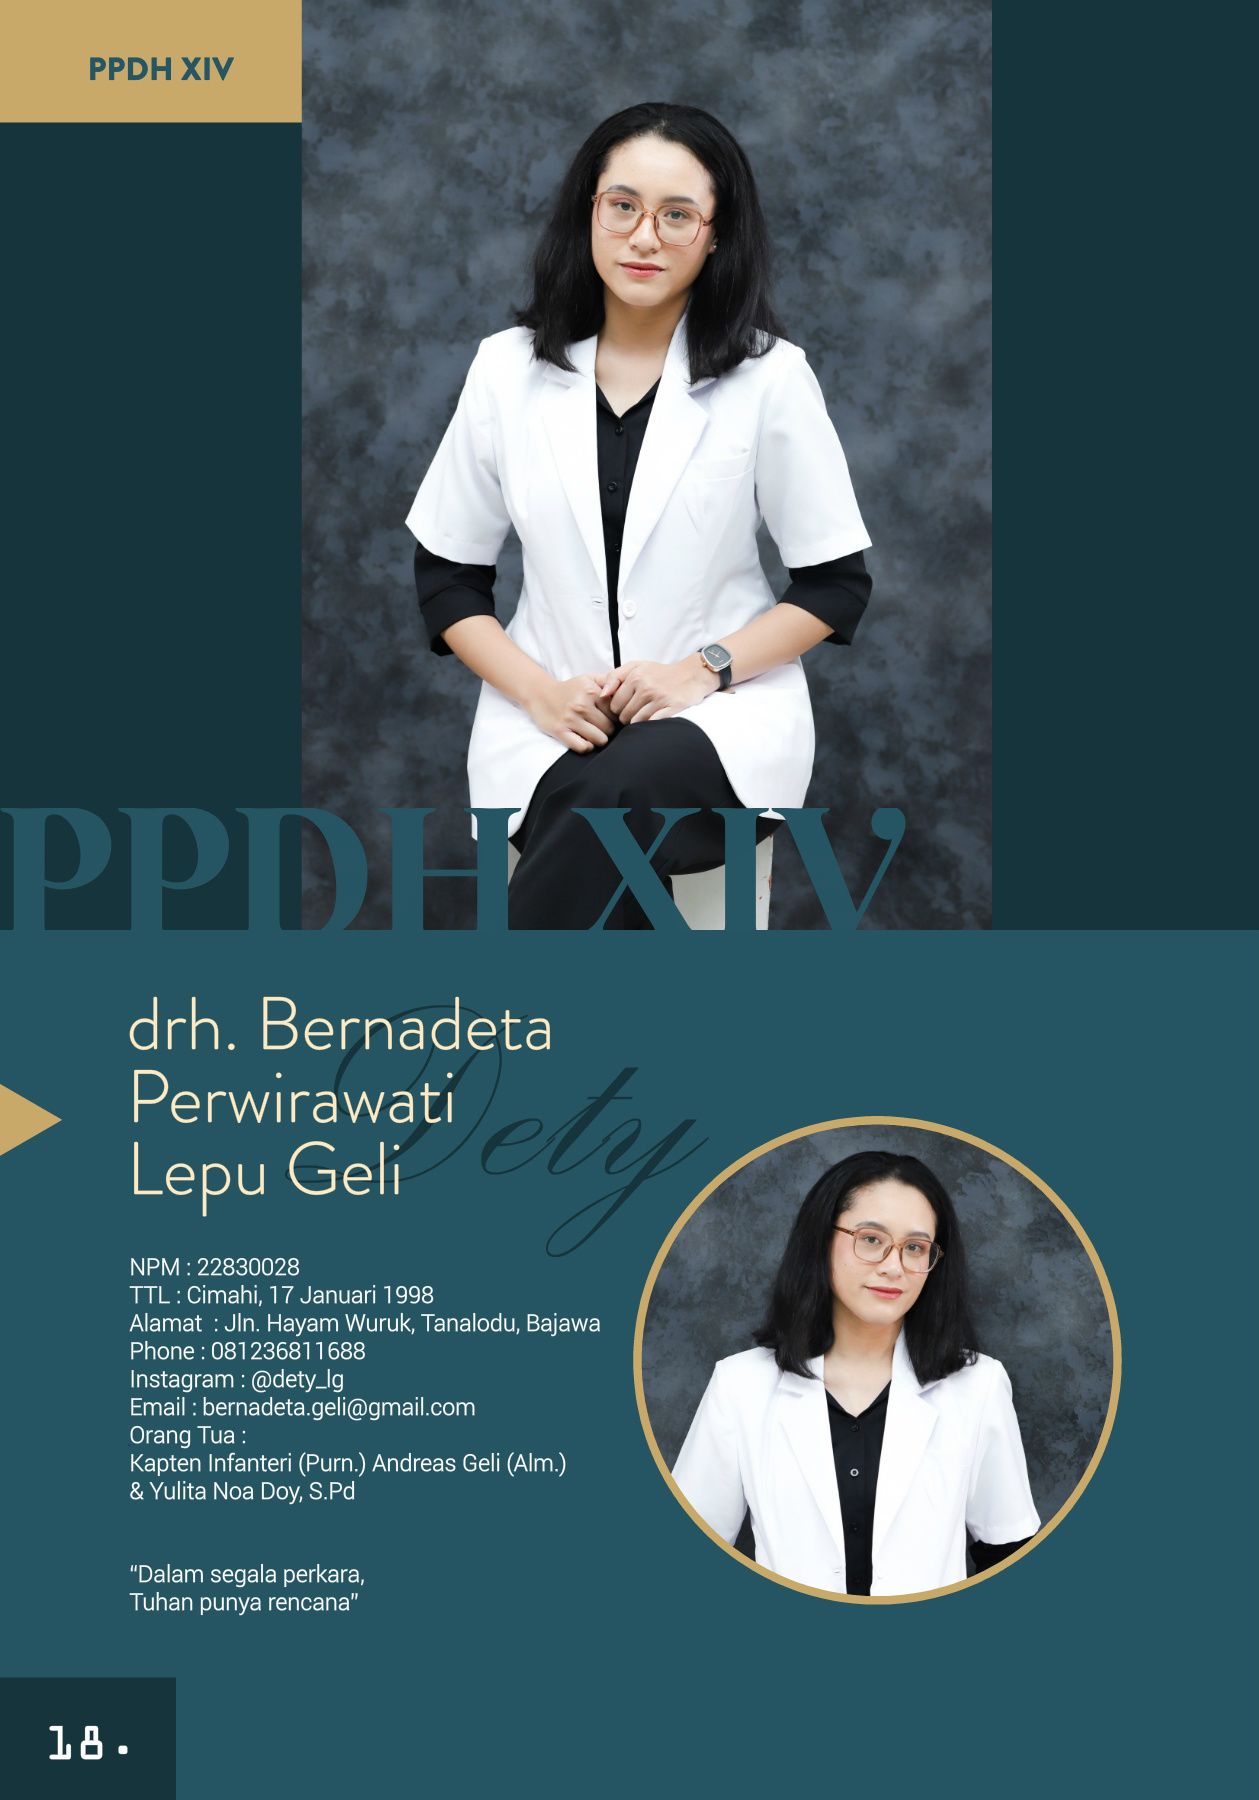 PPDH XIV
PPDH XIV
drh. Bernadeta
Perwirawati
Lepu Geli
Dety
NPM : 22830028
TTL : Cimahi, 17 Januari 1998
Alamat  : Jln. Hayam Wuruk, Tanalodu, Bajawa
Phone : 081236811688
Instagram : @dety_lg
Email : bernadeta.geli@gmail.com
Orang Tua :
Kapten Infanteri (Purn.) Andreas Geli (Alm.)
& Yulita Noa Doy, S.Pd
“Dalam segala perkara,
Tuhan punya rencana”
18.